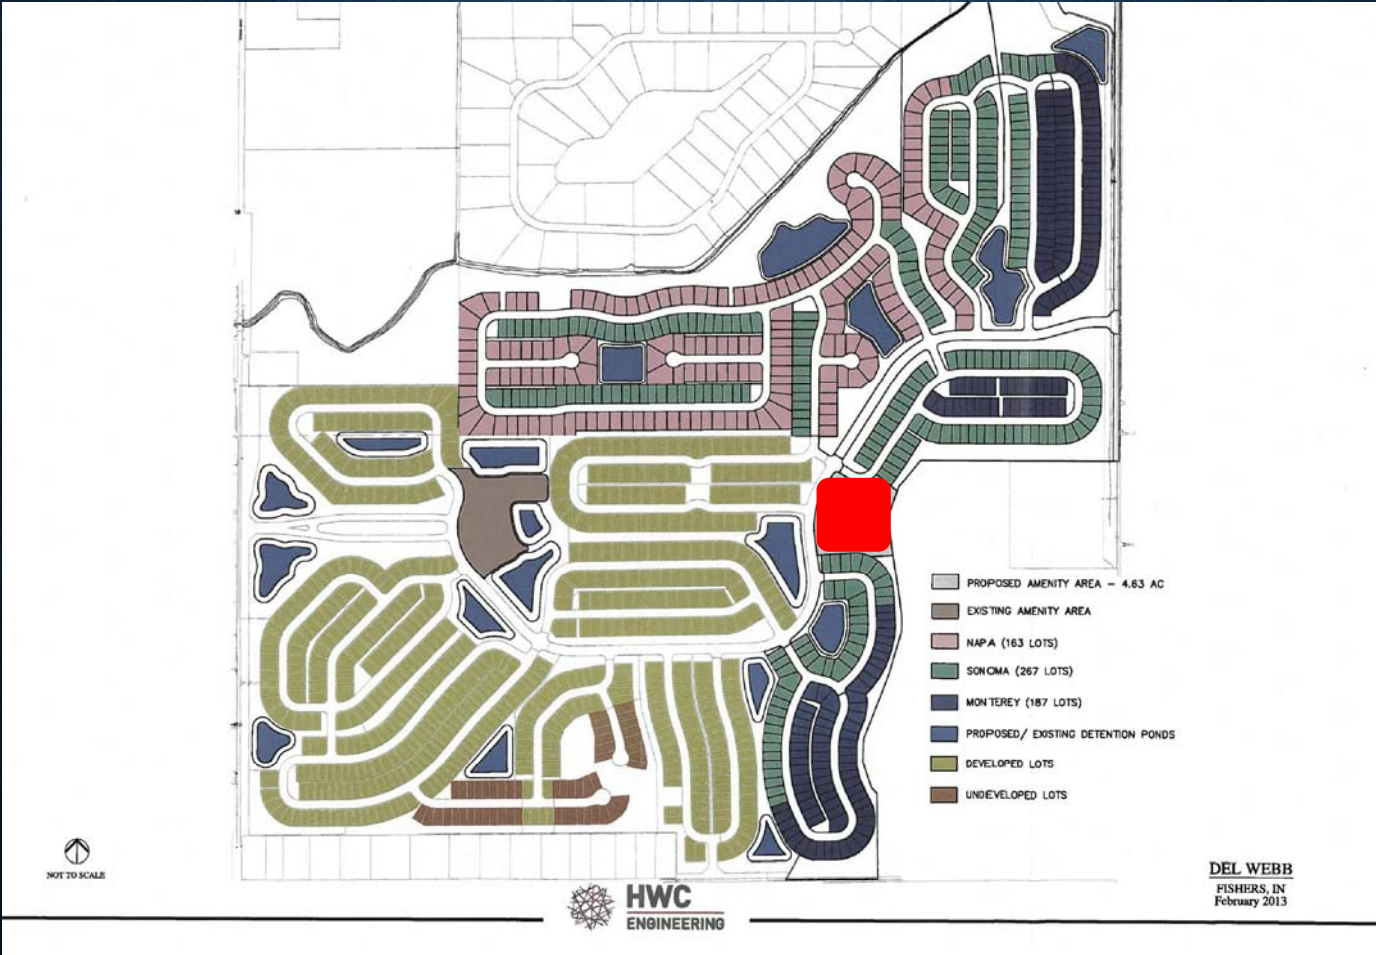 PROPOSED AMENITY AREA - 4.63 AC
EXISTING AMENITY AREA
NAPA (163 LOTS)
SONOMA (267 LOTS)
MONTEREY (187 LOTS)
PROPOSED/ EXISTING DETENTION PONDS
DEVELOPED LOTS
UNDEVELOPED LOTS
NOT TO SCALE
DEL WEBB
FISHERS, IN
February 2013
HWC
ENGINEERING